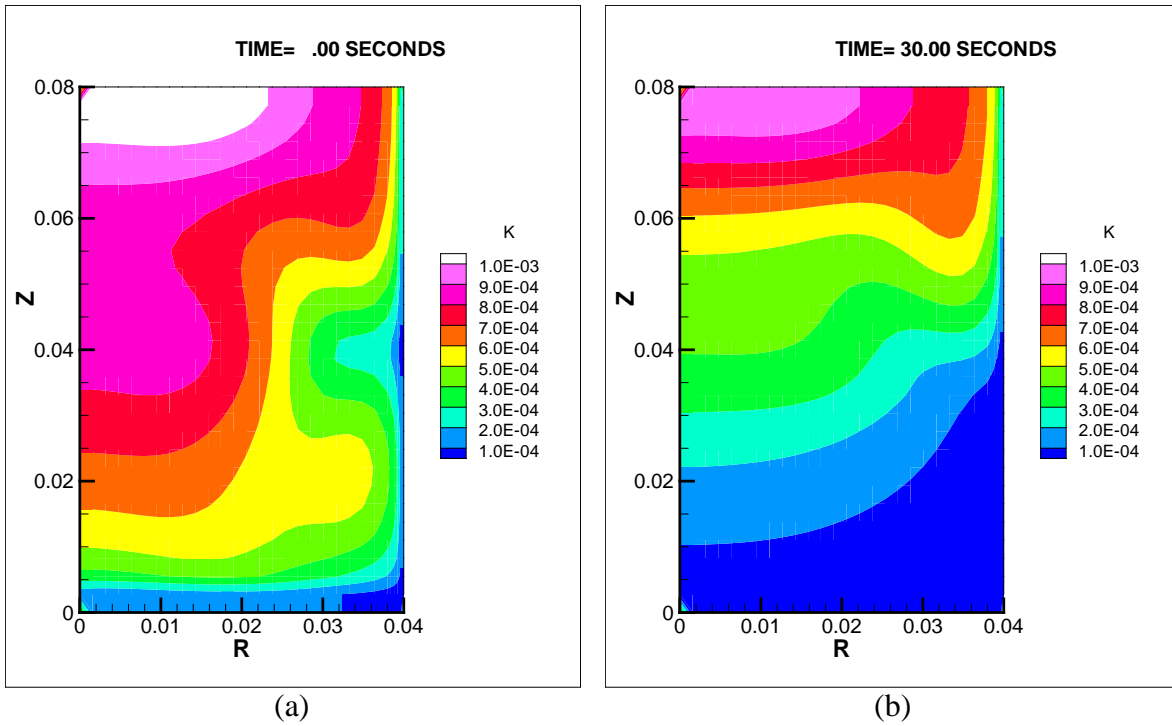 TIME= .00 SECONDS
0.08
0.06
Z
0.04
0.02
0
0 0.01 0.02 0.03 0.04
R
K
1.0E-03
9.0E-04
8.0E-04
7.0E-04
6.0E-04
5.0E-04
4.0E-04
3.0E-04
2.0E-04
1.0E-04
(a)
TIME= 30.00 SECONDS
0.08
0.06
Z
0.04
0.02
0
0 0.01 0.02 0.03 0.04
R
K
1.0E-03
9.0E-04
8.0E-04
7.0E-04
6.0E-04
5.0E-04
4.0E-04
3.0E-04
2.0E-04
1.0E-04
(b)